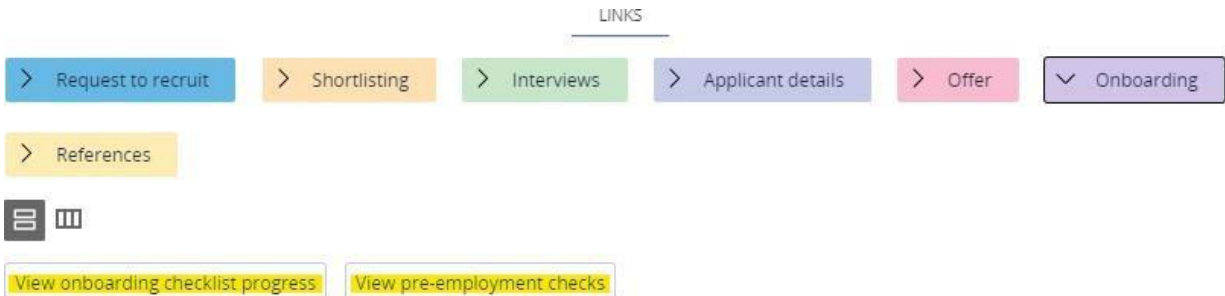 LINKS
Request to recruit Shortlisting Interviews Applicant details Offer Onboarding
References
View onboarding checklist progress View pre-employment checks